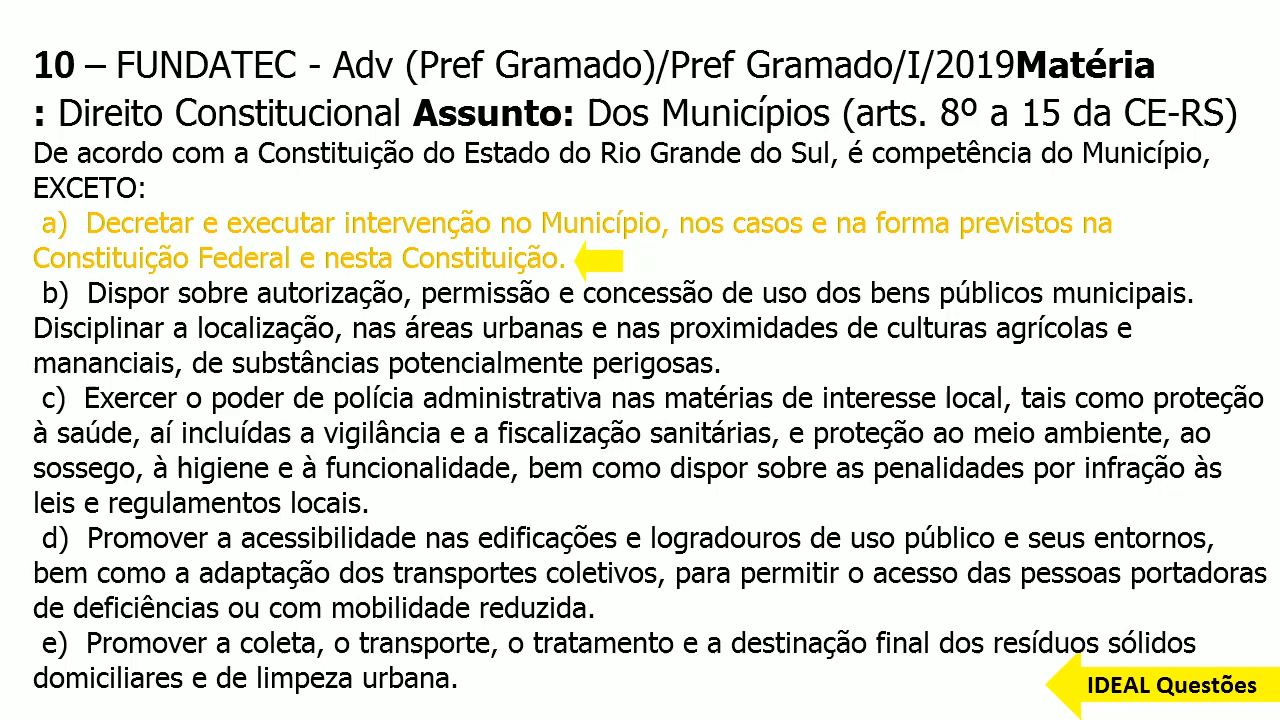 10 – FUNDATEC - Adv (Pref Gramado)/Pref Gramado/I/2019Matéria
: Direito Constitucional Assunto: Dos Municípios (arts. 8º a 15 da CE-RS)
De acordo com a Constituição do Estado do Rio Grande do Sul, é competência do Município,
EXCETO:
a) Decretar e executar intervenção no Município, nos casos e na forma previstos na
Constituição Federal e nesta Constituição.
b) Dispor sobre autorização, permissão e concessão de uso dos bens públicos municipais.
Disciplinar a localização, nas áreas urbanas e nas proximidades de culturas agrícolas e
mananciais, de substâncias potencialmente perigosas.
c) Exercer o poder de polícia administrativa nas matérias de interesse local, tais como proteção
à saúde, aí incluídas a vigilância e a fiscalização sanitárias, e proteção ao meio ambiente, ao
sossego, à higiene e à funcionalidade, bem como dispor sobre as penalidades por infração às
leis e regulamentos locais.
d) Promover a acessibilidade nas edificações e logradouros de uso público e seus entornos,
bem como a adaptação dos transportes coletivos, para permitir o acesso das pessoas portadoras
de deficiências ou com mobilidade reduzida.
e) Promover a coleta, o transporte, o tratamento e a destinação final dos resíduos sólidos
domiciliares e de limpeza urbana.
IDEAL Questões